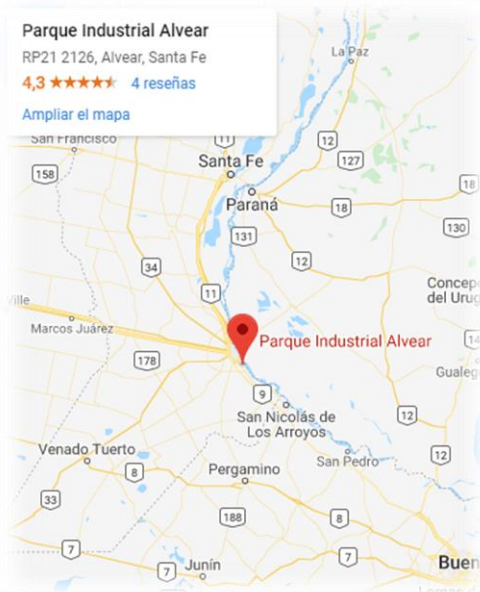 Parque Industrial Alvear
RP21 2126, Alvear, Santa Fe
4,3 4 reseñas
Ampliar el mapa
La Paz
San Francisco
11
12
127
158
Santa Fe
18
Paraná
18
131
130
12
34
Concep
del Urug
11
ville
Marcos Juárez
Parque Industrial Alvear
14
178
Gualeg
9
12
San Nicolás de
Los Arroyos
Venado Tuerto
San Pedro
12
8
Pergamino
33
188
8
7
7
7
Junín
Buen